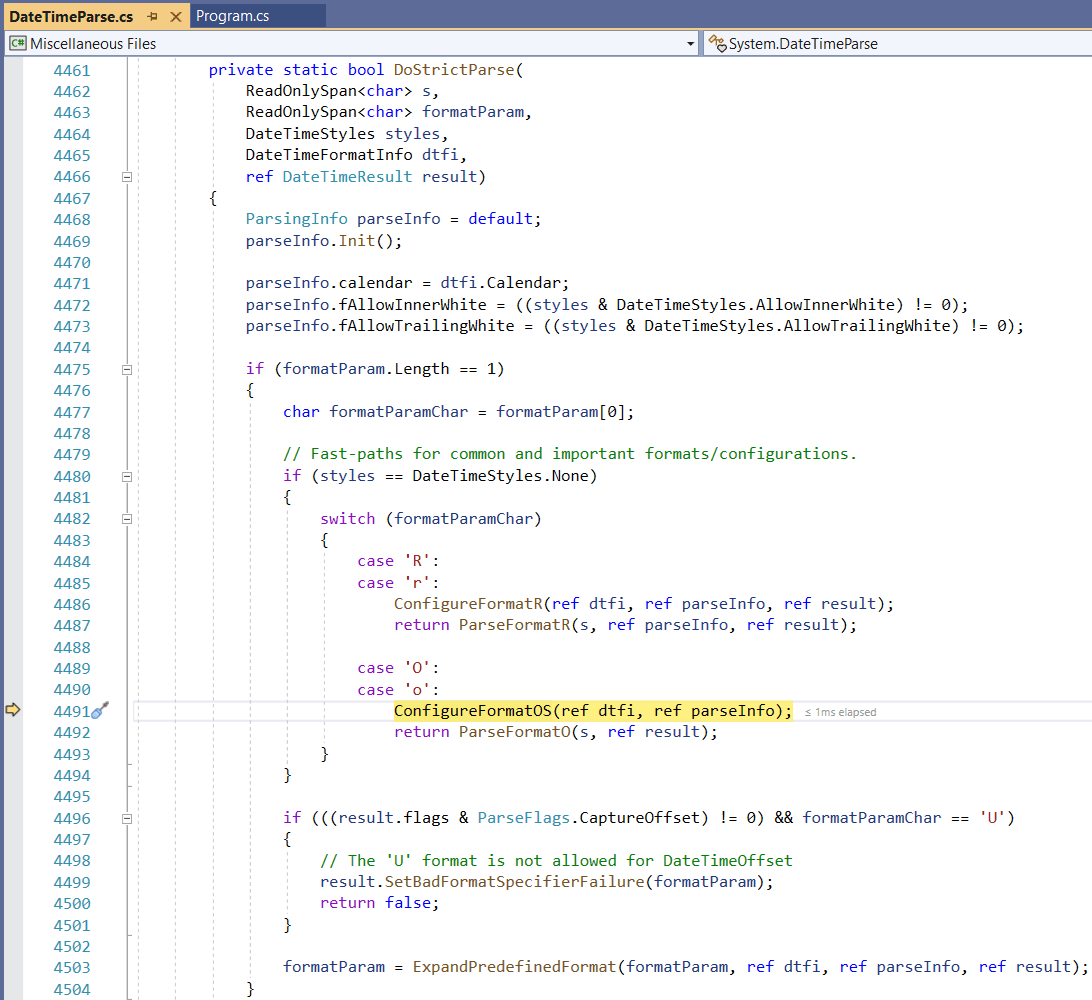 DateTimeParse.cs
Program.cs
C# Miscellaneous Files
System.DateTimeParse
4461 private static bool DoStrictParse(
4462 ReadOnlySpan<char> s,
4463 ReadOnlySpan<char> formatParam,
4464 DateTimeStyles styles,
4465 DateTimeFormatInfo dtfi,
4466 ref DateTimeResult result)
4467 {
4468 ParsingInfo parseInfo = default;
4469 parseInfo.Init();
4470
4471 parseInfo.calendar = dtfi.Calendar;
4472 parseInfo.fAllowInnerWhite = ((styles & DateTimeStyles.AllowInnerWhite) != 0);
4473 parseInfo.fAllowTrailingWhite = ((styles & DateTimeStyles.AllowTrailingWhite) != 0);
4474
4475 if (formatParam.Length == 1)
4476 {
4477 char formatParamChar = formatParam[0];
4478
4479 // Fast-paths for common and important formats/configurations.
4480 if (styles == DateTimeStyles.None)
4481 {
4482 switch (formatParamChar)
4483 {
4484 case 'R':
4485 case 'r':
4486 ConfigureFormatR(ref dtfi, ref parseInfo, ref result);
4487 return ParseFormatR(s, ref parseInfo, ref result);
4488
4489 case 'O':
4490 case 'o':
4491 ConfigureFormatOS(ref dtfi, ref parseInfo); ≤ 1ms elapsed
4492 return ParseFormatO(s, ref result);
4493 }
4494 }
4495
4496 if (((result.flags & ParseFlags.CaptureOffset) != 0) && formatParamChar == 'U')
4497 {
4498 // The 'U' format is not allowed for DateTimeOffset
4499 result.SetBadFormatSpecifierFailure(formatParam);
4500 return false;
4501 }
4502
4503 formatParam = ExpandPredefinedFormat(formatParam, ref dtfi, ref parseInfo, ref result);
4504 }